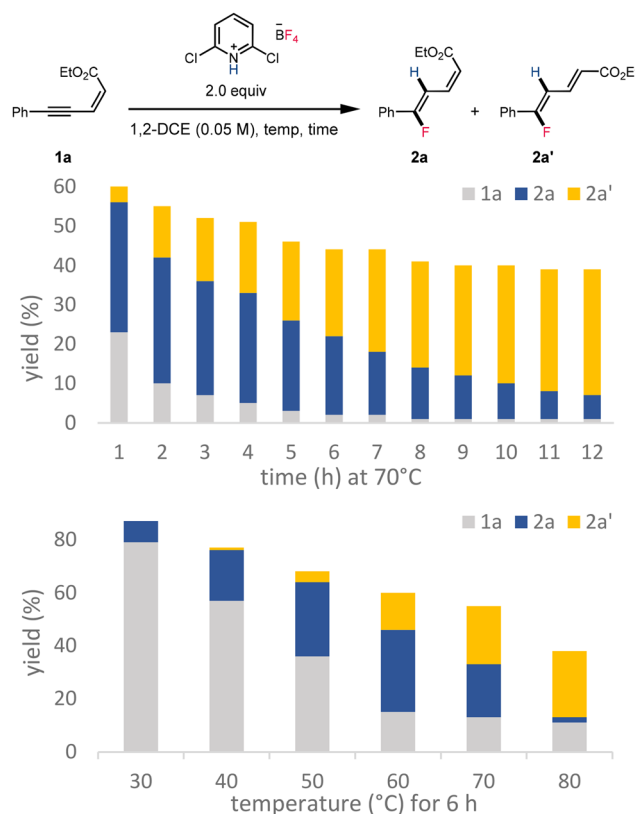 BF4
−
Cl
N
+
H
Cl
EtO2C
2.0 equiv
Ph
1,2-DCE (0.05 M), temp, time
1a
EtO2C
H
Ph
F
2a
+
H
CO2E
Ph
F
2a'
1a 2a 2a'
60
50
40
30
20
10
0
yield (%)
1 2 3 4 5 6 7 8 9 10 11 12
time (h) at 70°C
1a 2a 2a'
80
60
40
20
0
yield (%)
30 40 50 60 70 80
temperature (°C) for 6 h